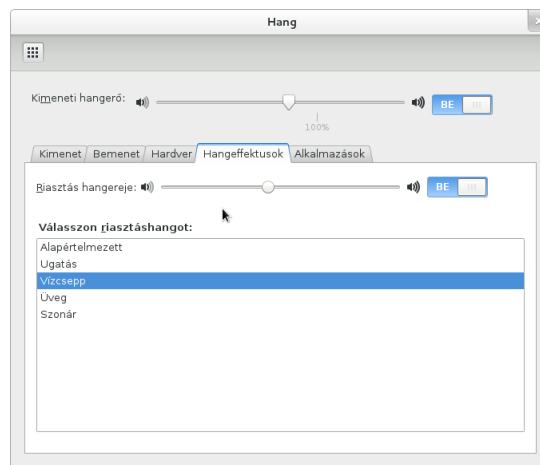 Hang
Kimeneti hangerő:
BE
100%
Kimenet Bemenet Hardver Hangeffektusok Alkalmazások
Riasztás hangereje:
BE
Válasszon riasztáshangot:
Alapértelmezett
Ugatás
Vízcsepp
Üveg
Szonár